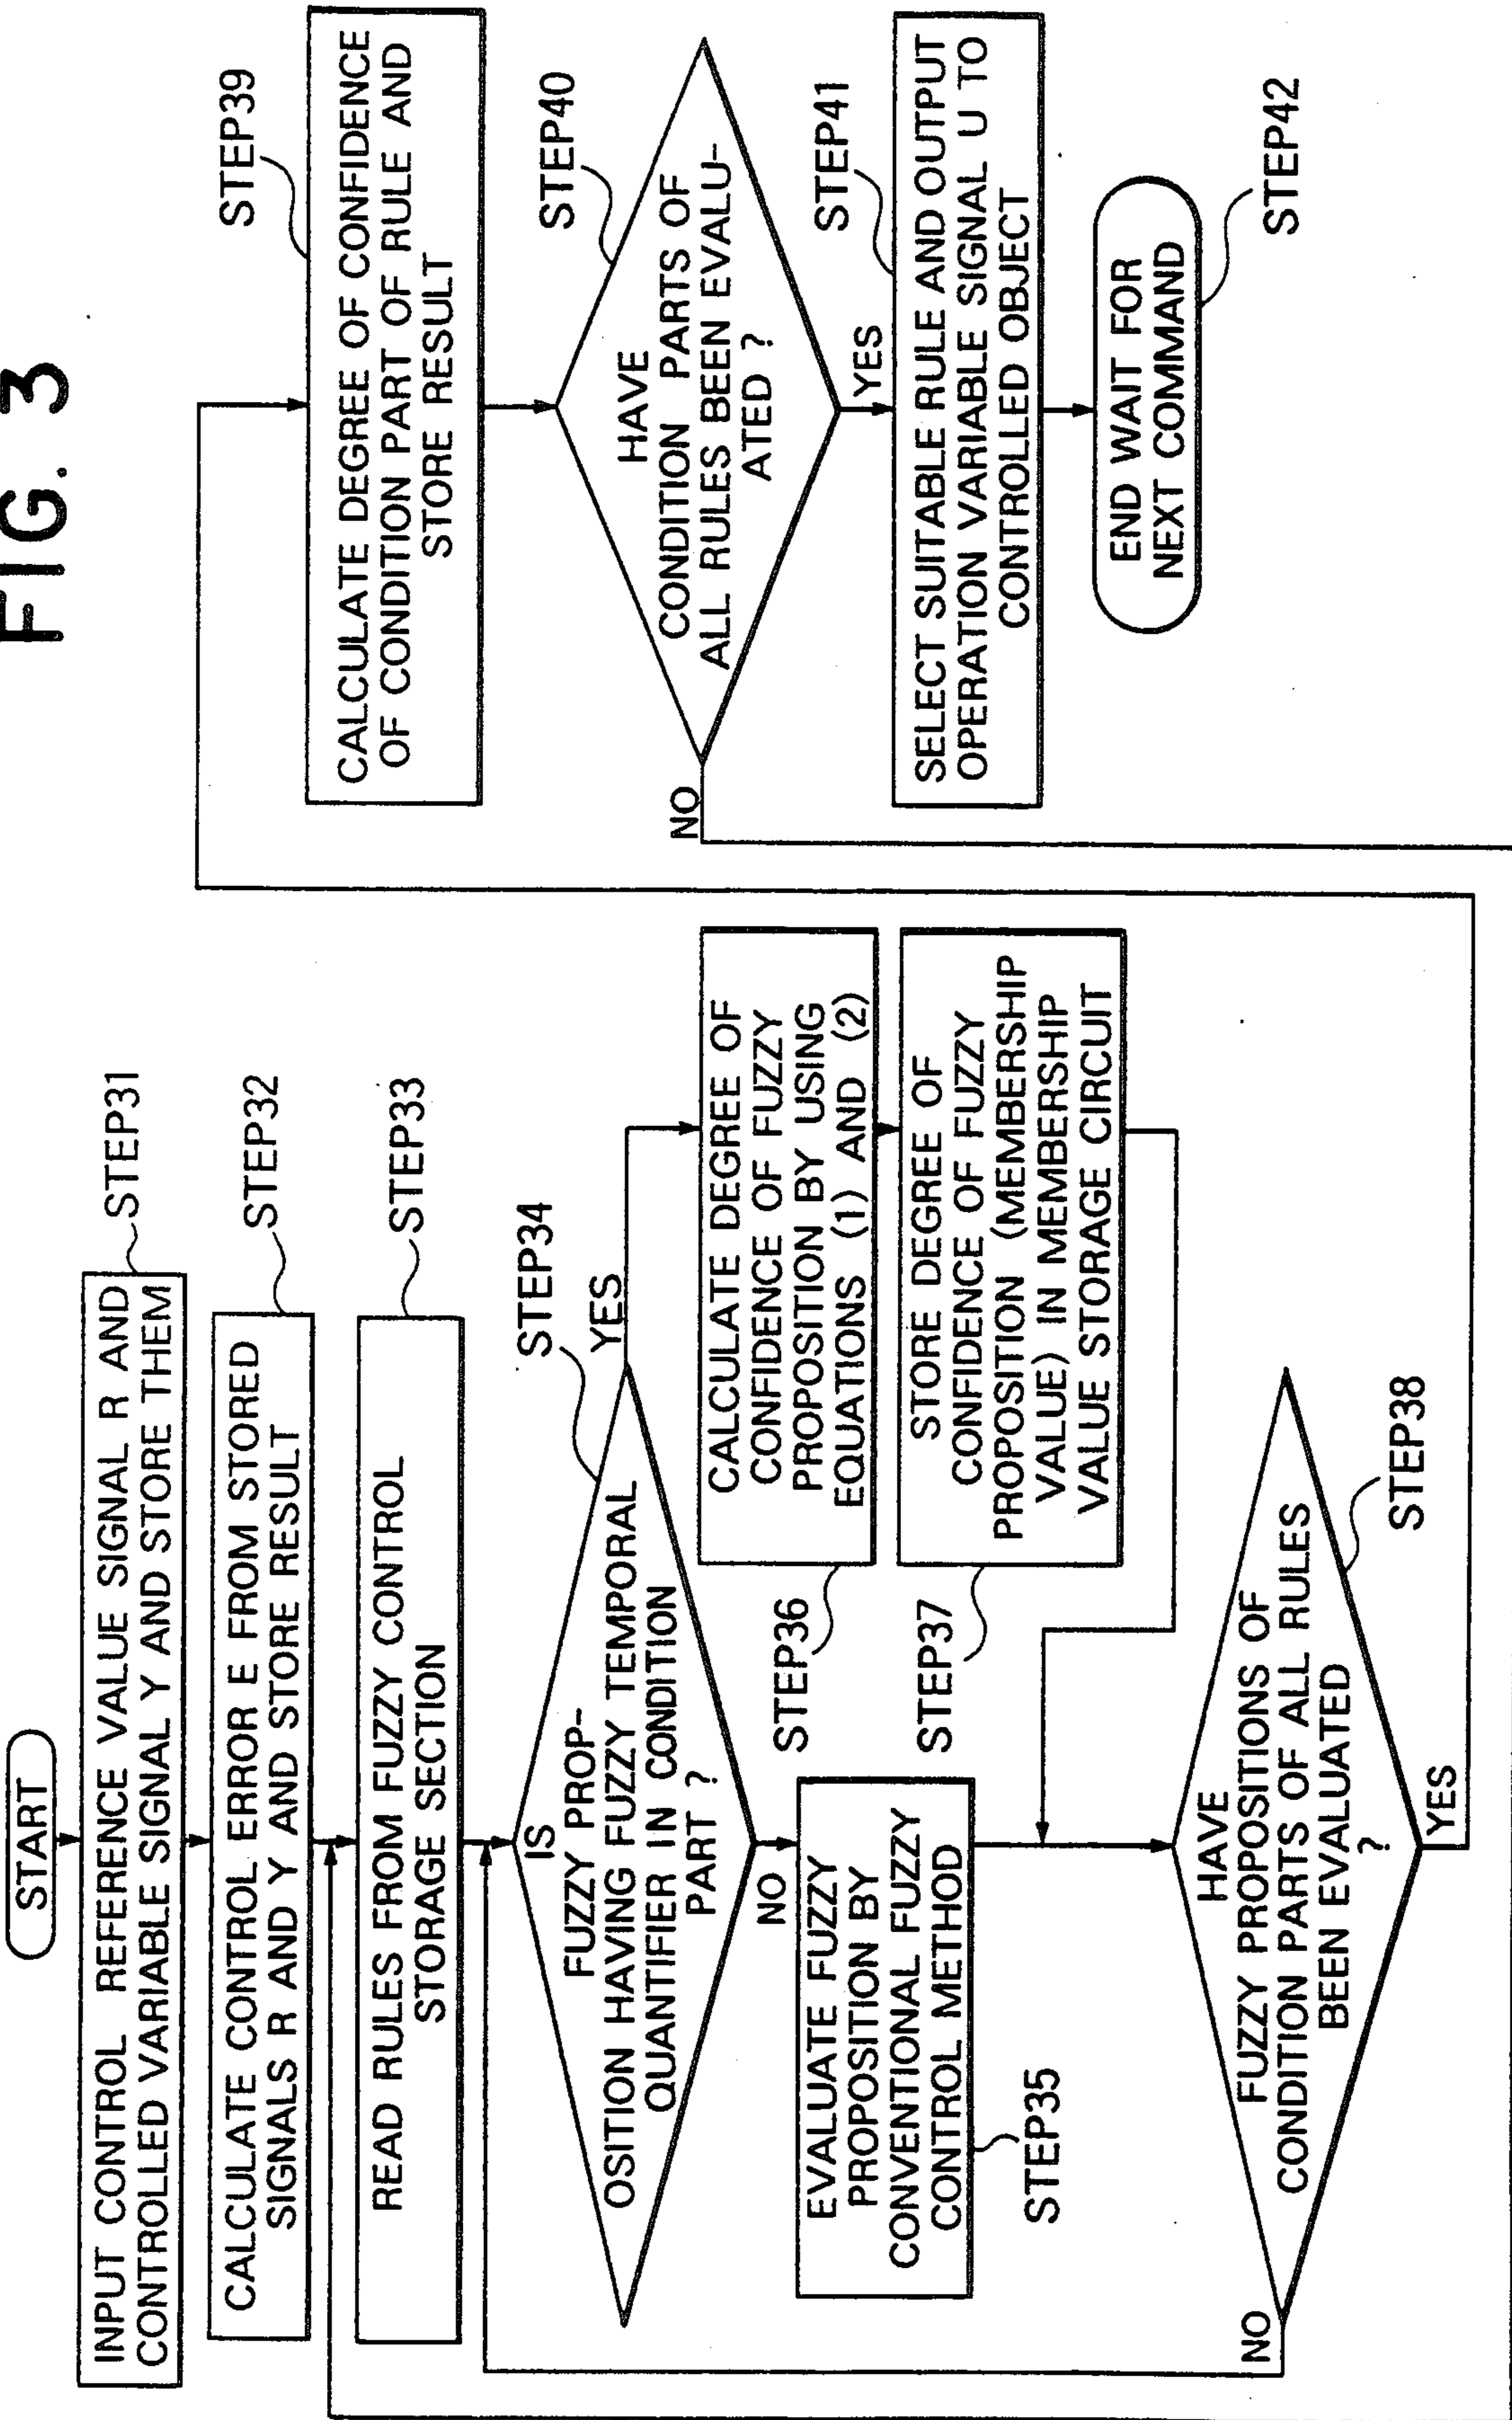 FIG. 3
START
INPUT CONTROL REFERENCE VALUE SIGNAL R AND
CONTROLLED VARIABLE SIGNAL Y AND STORE THEM
STEP31
CALCULATE CONTROL ERROR E FROM STORED
SIGNALS R AND Y AND STORE RESULT
STEP32
READ RULES FROM FUZZY CONTROL
STORAGE SECTION
STEP33
IS
FUZZY PROP-
OSITION HAVING FUZZY TEMPORAL
QUANTIFIER IN CONDITION
PART ?
STEP34
YES
NO
EVALUATE FUZZY
PROPOSITION BY
CONVENTIONAL FUZZY
CONTROL METHOD
STEP35
CALCULATE DEGREE OF
CONFIDENCE OF FUZZY
PROPOSITION BY USING
EQUATIONS (1) AND (2)
STEP36
STORE DEGREE OF
CONFIDENCE OF FUZZY
PROPOSITION (MEMBERSHIP
VALUE) IN MEMBERSHIP
VALUE STORAGE CIRCUIT
STEP37
HAVE
FUZZY PROPOSITIONS OF
CONDITION PARTS OF ALL RULES
BEEN EVALUATED
?
STEP38
NO
YES
CALCULATE DEGREE OF CONFIDENCE
OF CONDITION PART OF RULE AND
STORE RESULT
STEP39
HAVE
CONDITION PARTS OF
ALL RULES BEEN EVALU-
ATED ?
STEP40
NO
YES
SELECT SUITABLE RULE AND OUTPUT
OPERATION VARIABLE SIGNAL U TO
CONTROLLED OBJECT
STEP41
END WAIT FOR
NEXT COMMAND
STEP42